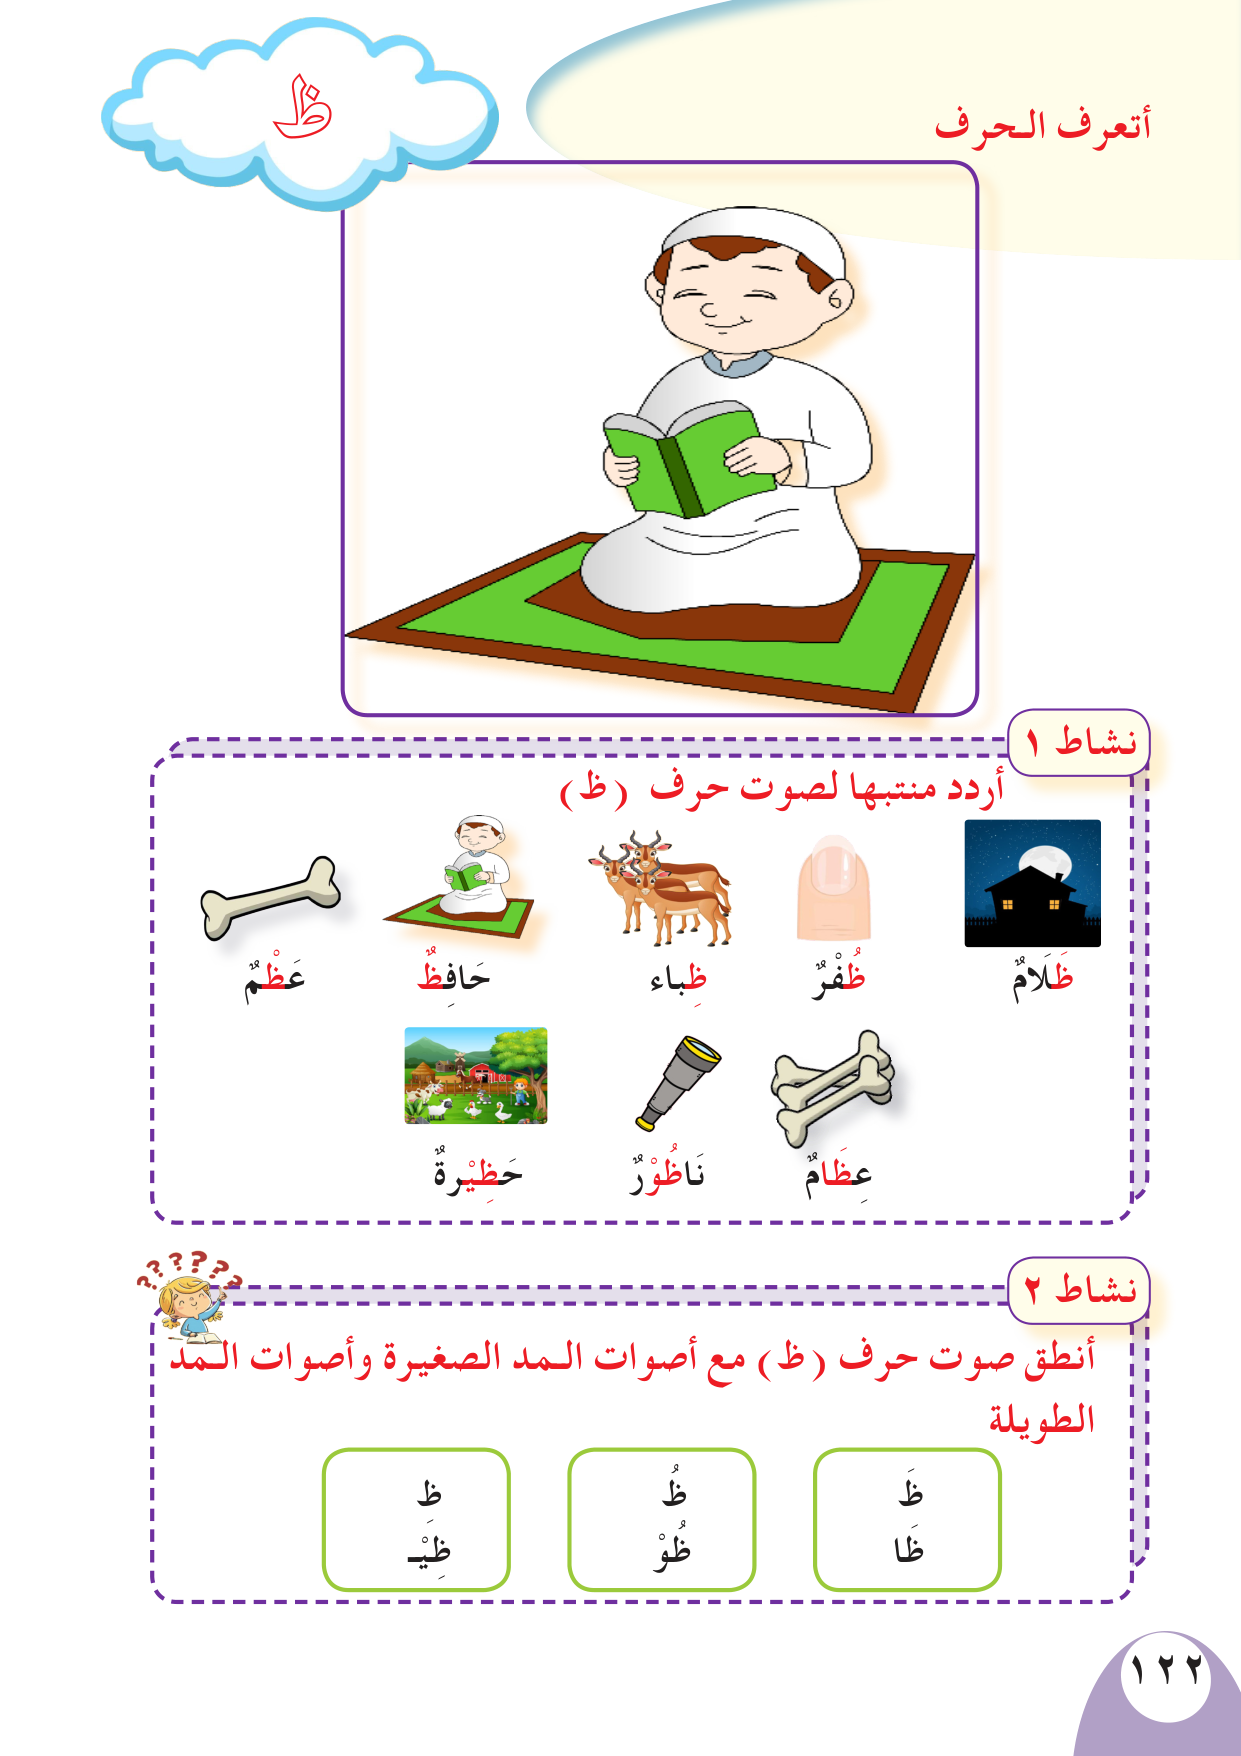 ظ
أتعرف الحرف
نشاط ١
أردد منتبها لصوت حرف (ظ)
ظَلَامٌ ظُفْرٌ ظِباء حَافِظٌ عَظْمٌ
عِظَامٌ نَاظُوْرٌ حَظِيْرةٌ
? ? ? ? ? ?
نشاط ٢
أنطق صوت حرف (ظ) مع أصوات المد الصغيرة وأصوات المد
الطويلة
ظَ ظُ ظِ
ظَا ظُوْ ظِيْـ
١٢٢